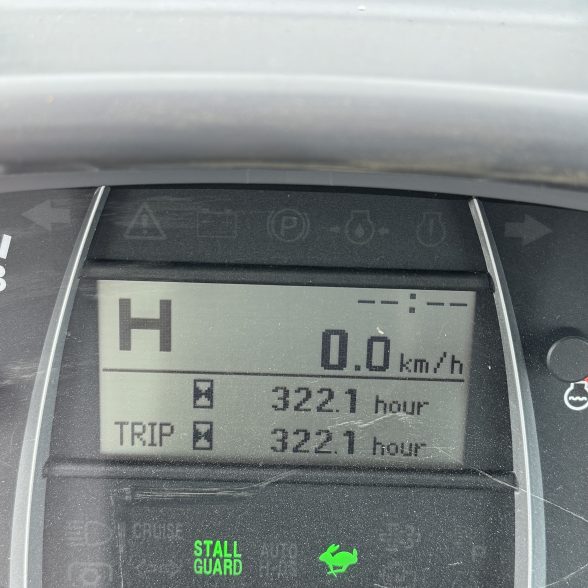 H
--:--
0.0 km/h
322.1 hour
TRIP 322.1 hour
CRUISE
STALL GUARD
AUTO